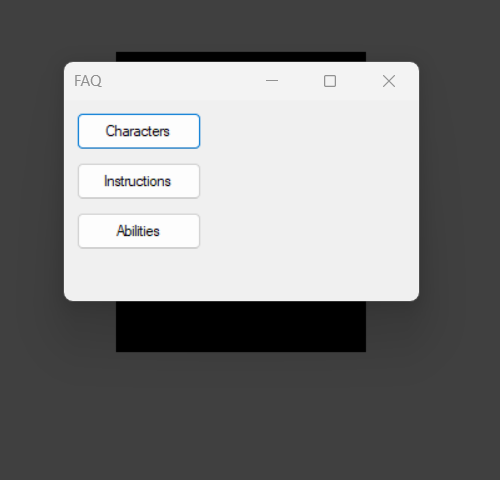 FAQ
Characters
Instructions
Abilities